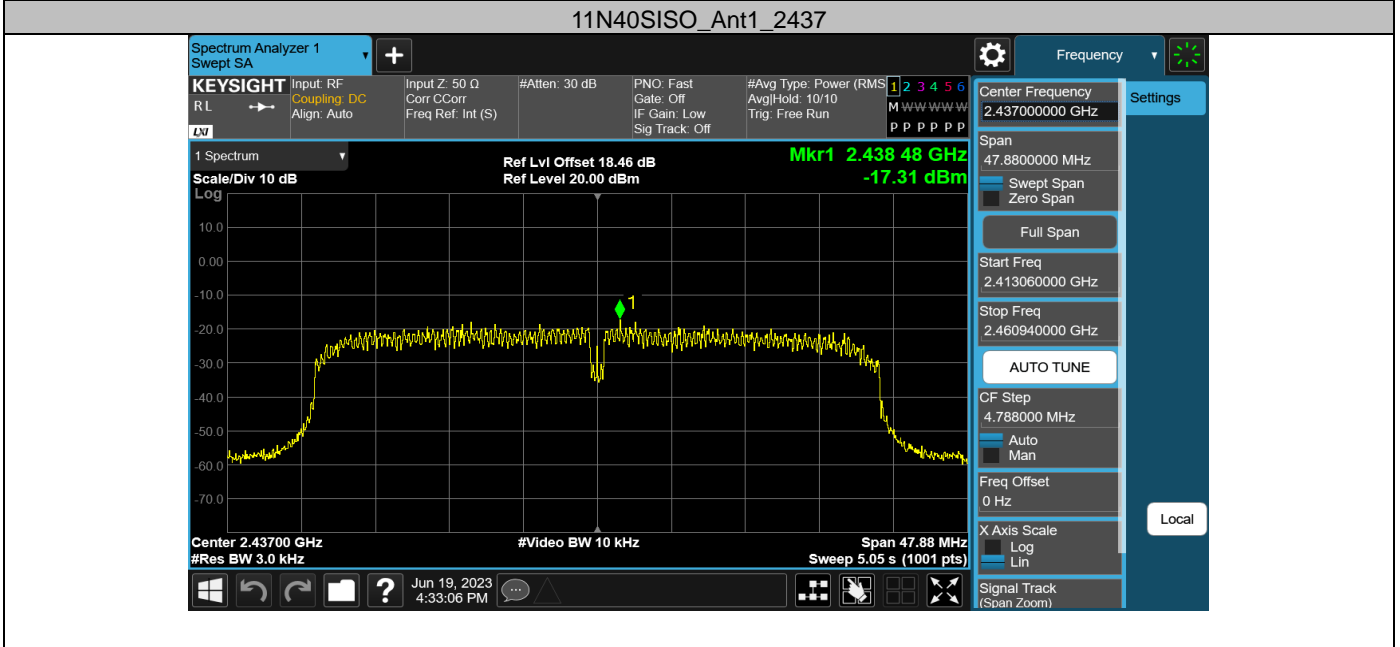 11N40SISO_Ant1_2437
Spectrum Analyzer 1
Swept SA
Frequency
KEYSIGHT
R L
LXI
Input: RF
Coupling: DC
Align: Auto
Input Z: 50 Ω
Corr CCorr
Freq Ref: Int (S)
#Atten: 30 dB
PNO: Fast
Gate: Off
IF Gain: Low
Sig Track: Off
#Avg Type: Power (RMS
Avg|Hold: 10/10
Trig: Free Run
1 2 3 4 5 6
M W W W W W
P P P P P P
1 Spectrum
Scale/Div 10 dB
Ref Lvl Offset 18.46 dB
Ref Level 20.00 dBm
Mkr1 2.438 48 GHz
-17.31 dBm
Log
10.0
0.00
-10.0
-20.0
-30.0
-40.0
-50.0
-60.0
-70.0
1
Center 2.43700 GHz
#Res BW 3.0 kHz
#Video BW 10 kHz
Span 47.88 MHz
Sweep 5.05 s (1001 pts)
Center Frequency
2.437000000 GHz
Span
47.8800000 MHz
Swept Span
Zero Span
Full Span
Start Freq
2.413060000 GHz
Stop Freq
2.460940000 GHz
AUTO TUNE
CF Step
4.788000 MHz
Auto
Man
Freq Offset
0 Hz
X Axis Scale
Log
Lin
Signal Track
(Span Zoom)
Settings
Local
?
Jun 19, 2023
4:33:06 PM